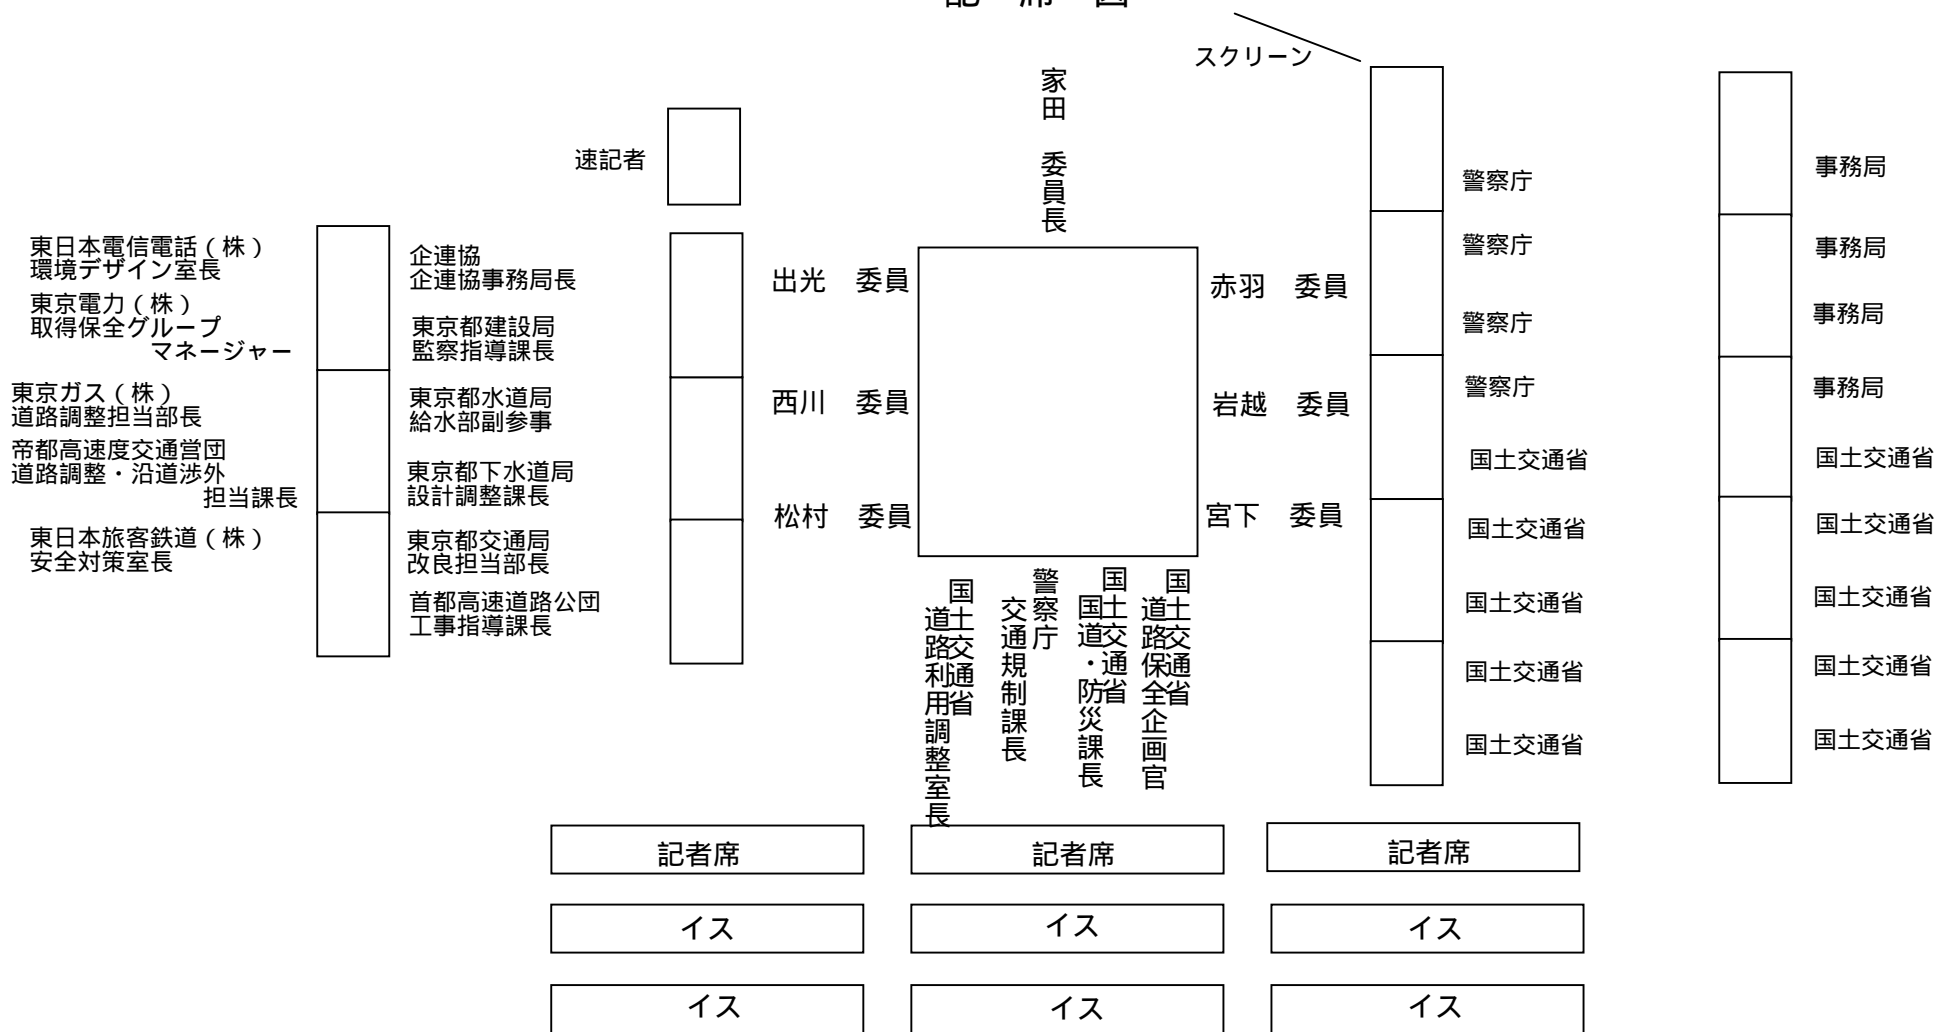 配 席 図
スクリーン
家田 委員長
速記者
東日本電信電話(株)
環境デザイン室長
東京電力(株)
取得保全グループ
マネージャー
東京ガス(株)
道路調整担当部長
帝都高速度交通営団
道路調整・沿道渉外
担当課長
東日本旅客鉄道(株)
安全対策室長
企連協
企連協事務局長
東京都建設局
監察指導課長
東京都水道局
給水部副参事
東京都下水道局
設計調整課長
東京都交通局
改良担当部長
首都高速道路公団
工事指導課長
出光 委員
西川 委員
松村 委員
赤羽 委員
岩越 委員
宮下 委員
国土交通省
道路利用調整室長
警察庁
交通規制課長
国土交通省
国道・防災課長
国土交通省
道路保全企画官
警察庁
警察庁
警察庁
警察庁
国土交通省
国土交通省
国土交通省
国土交通省
国土交通省
事務局
事務局
事務局
事務局
国土交通省
国土交通省
国土交通省
国土交通省
国土交通省
記者席
記者席
記者席
イス
イス
イス
イス
イス
イス